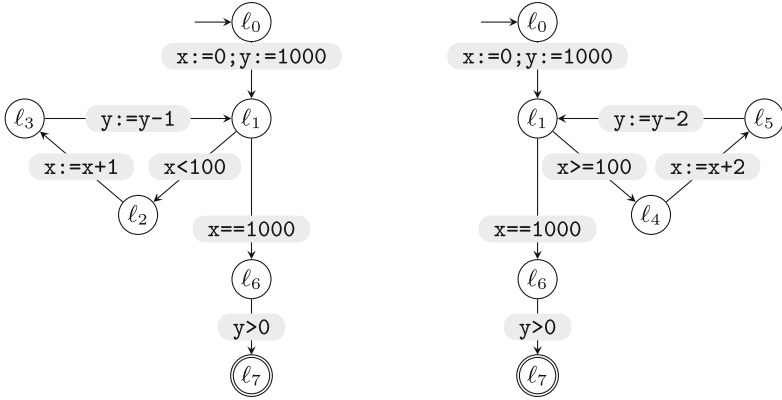 ℓ0
x:=0;y:=1000
ℓ3
y:=y-1
ℓ1
x:=x+1
x<100
ℓ2
x==1000
ℓ6
y>0
ℓ7
ℓ0
x:=0;y:=1000
ℓ1
y:=y-2
ℓ5
x>=100
x:=x+2
ℓ4
x==1000
ℓ6
y>0
ℓ7